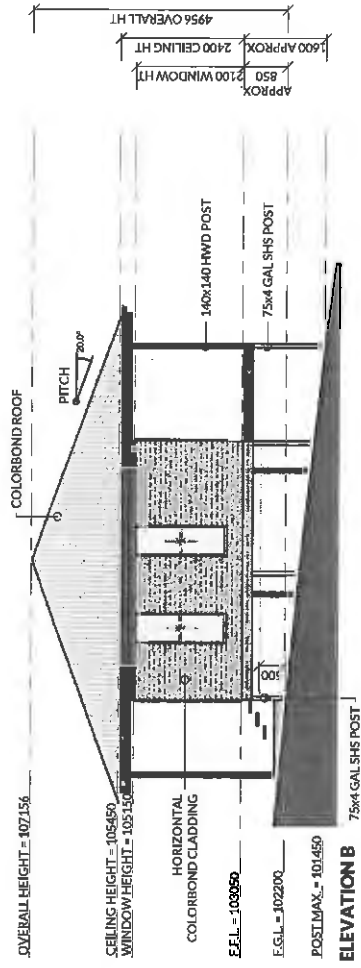 COLORBOND ROOF
PITCH
20.0°
OVERALL HEIGHT = 107156
CEILING HEIGHT = 105450
WINDOW HEIGHT = 105150
HORIZONTAL
COLORBOND CLADDING
F.F.L. = 103050
F.G.L. = 102200
POST MAX. = 101450
140x140 HWD POST
75x4 GAL SHS POST
75x4 GAL SHS POST
4956 OVERALL HT
2400 CEILING HT
2100 WINDOW HT
1600 APPROX
850
APPROX
ELEVATION B